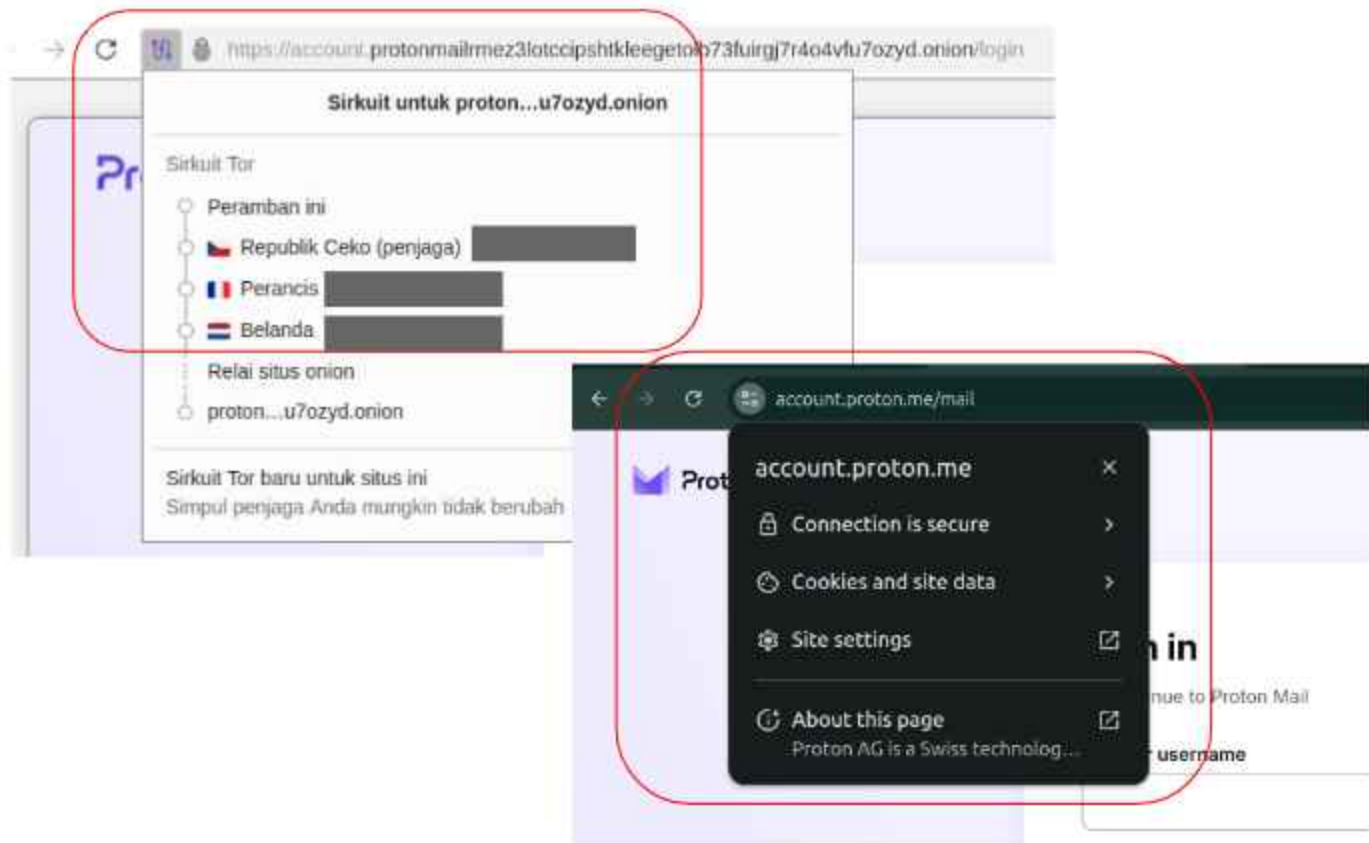 https://account.protonmailrmez3lotccipshtkleegetolb73fuirgj7r4o4vfu7ozyd.onion/login
Sirkuit untuk proton...u7ozyd.onion
Pr
Sirkuit Tor
Peramban ini
Republik Ceko (penjaga)
Perancis
Belanda
Relai situs onion
proton...u7ozyd.onion
Sirkuit Tor baru untuk situs ini
Simpul penjaga Anda mungkin tidak berubah
account.proton.me/mail
Prot
account.proton.me
Connection is secure
Cookies and site data
Site settings
n in
About this page
nue to Proton Mail
Proton AG is a Swiss technolog...
r username